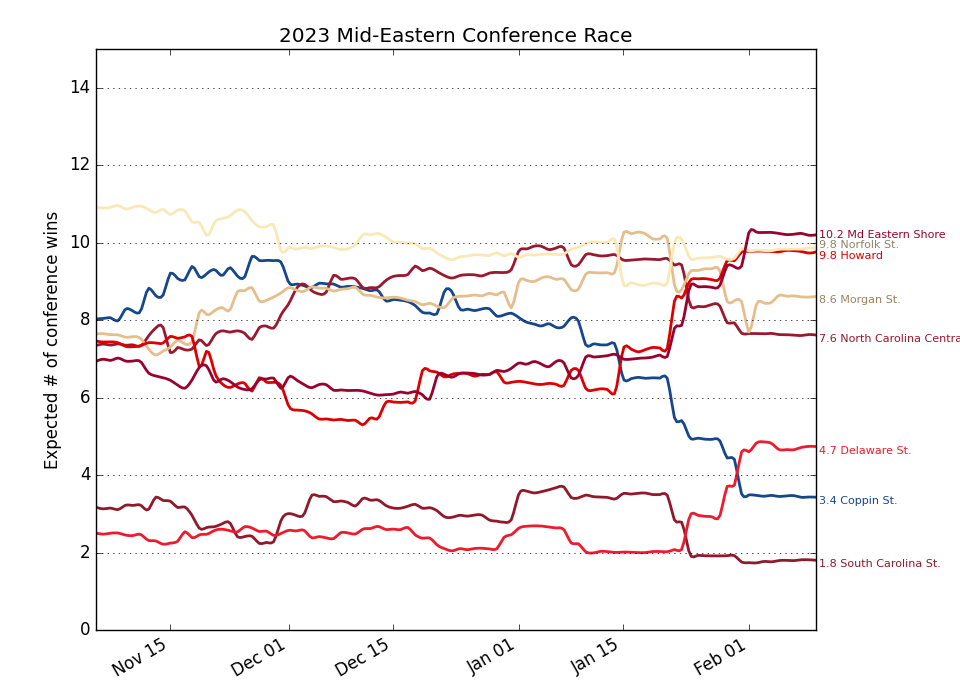 2023 Mid-Eastern Conference Race
Expected # of conference wins
14
12
10
8
6
4
2
0
Nov 15
Dec 01
Dec 15
Jan 01
Jan 15
Feb 01
10.2 Md Eastern Shore
9.8 Norfolk St.
9.8 Howard
8.6 Morgan St.
7.6 North Carolina Centra
4.7 Delaware St.
3.4 Coppin St.
1.8 South Carolina St.